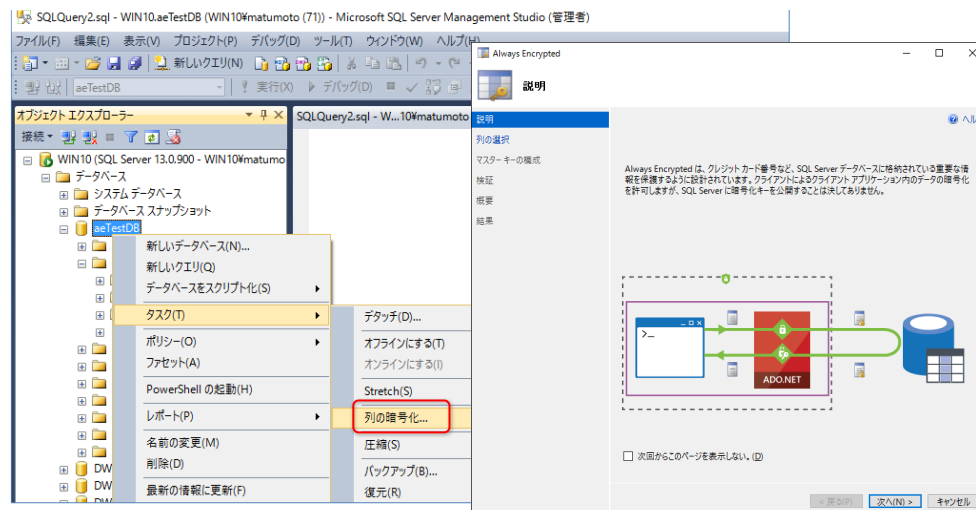 SQLQuery2.sql - WIN10.aeTestDB (WIN10¥matumoto (71)) - Microsoft SQL Server Management Studio (管理者)
ファイル(F) 編集(E) 表示(V) プロジェクト(P) デバッグ(D) ツール(T) ウィンドウ(W) ヘルプ(H)
新しいクエリ(N)
aeTestDB
実行(X)
デバッグ(D)
オブジェクト エクスプローラー
接続
WIN10 (SQL Server 13.0.900 - WIN10¥matumo
データベース
システム データベース
データベース スナップショット
aeTestDB
DW
DW
SQLQuery2.sql - W...10¥matumoto
新しいデータベース(N)...
新しいクエリ(Q)
データベースをスクリプト化(S)
タスク(T)
ポリシー(O)
ファセット(A)
PowerShell の起動(H)
レポート(P)
名前の変更(M)
削除(D)
最新の情報に更新(F)
デタッチ(D)...
オフラインにする(T)
オンラインにする(I)
Stretch(S)
列の暗号化...
圧縮(S)
バックアップ(B)...
復元(R)
Always Encrypted
説明
説明
列の選択
マスター キーの構成
検証
概要
結果
ヘル
Always Encrypted は、クレジット カード番号など、SQL Server データベースに格納されている重要な情
報を保護するように設計されています。クライアントによるクライアント アプリケーション内のデータの暗号化
を許可しますが、SQL Server に暗号化キーを公開することは決してありません。
>_
ADO.NET
次回からこのページを表示しない。(D)
< 戻る(P)
次へ(N) >
キャンセル